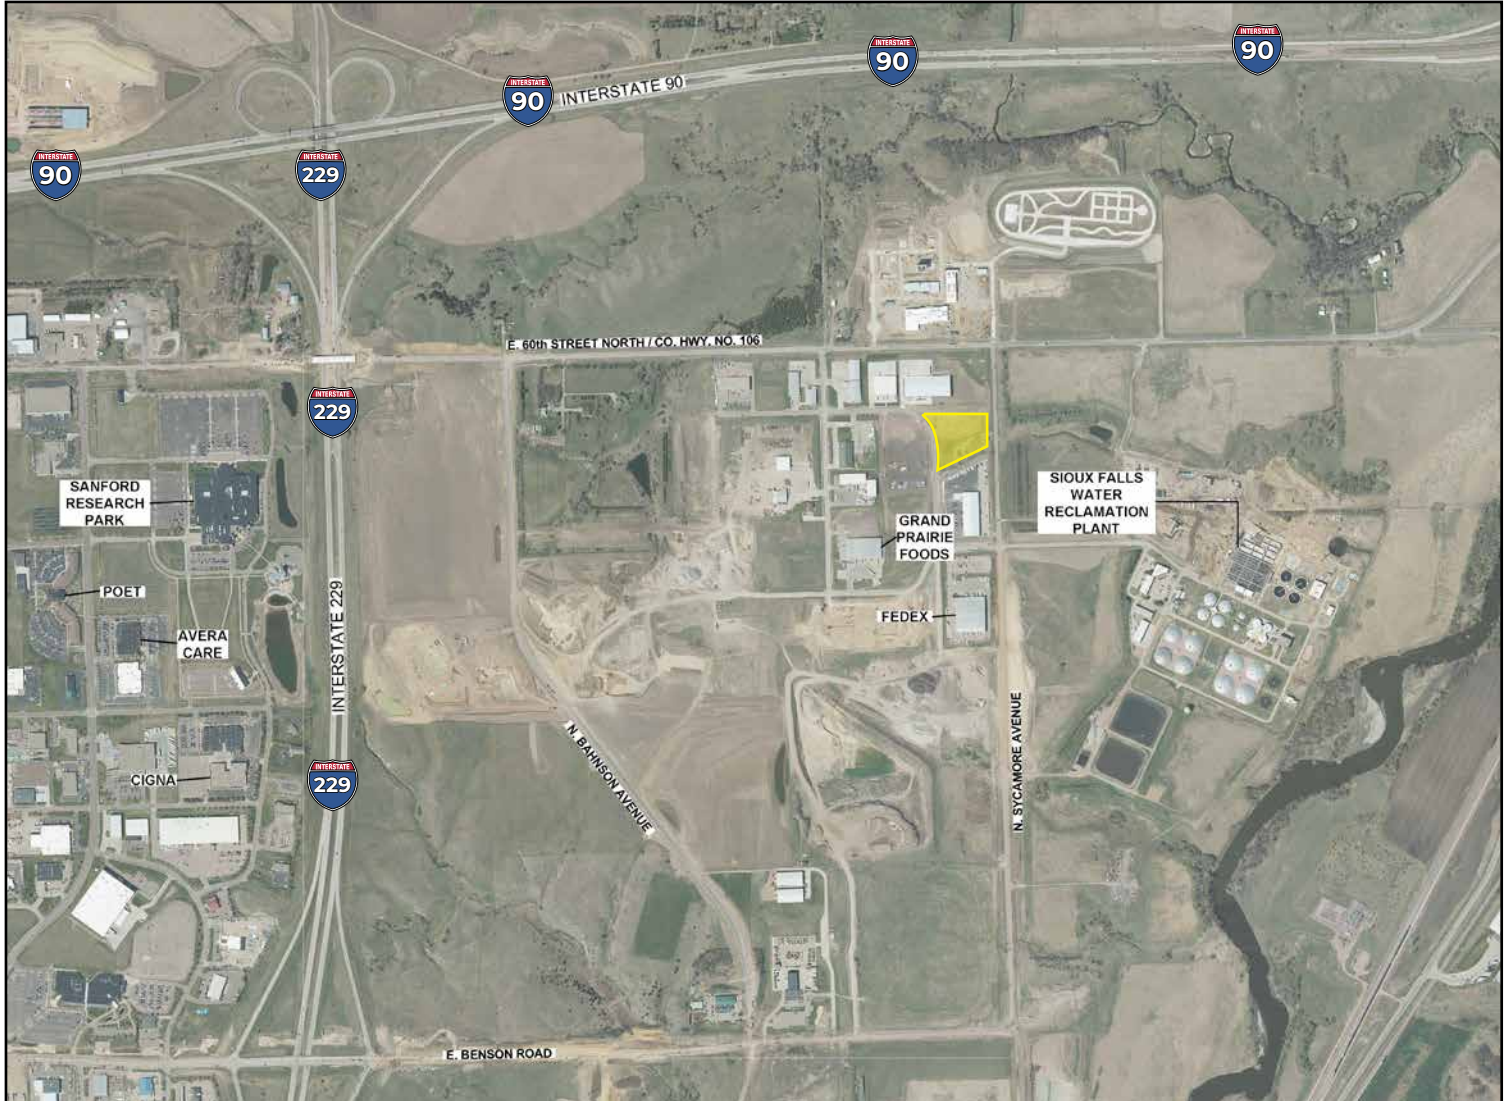 INTERSTATE
90
INTERSTATE
90
INTERSTATE
90
INTERSTATE 90
INTERSTATE
90
INTERSTATE
229
E. 60th STREET NORTH / CO. HWY. NO. 106
INTERSTATE
229
SANFORD
RESEARCH
PARK
SIOUX FALLS
WATER
RECLAMATION
PLANT
GRAND
PRAIRIE
FOODS
POET
FEDEX
AVERA
CARE
INTERSTATE 229
N. BAHNSON AVENUE
N. SYCAMORE AVENUE
CIGNA
INTERSTATE
229
E. BENSON ROAD